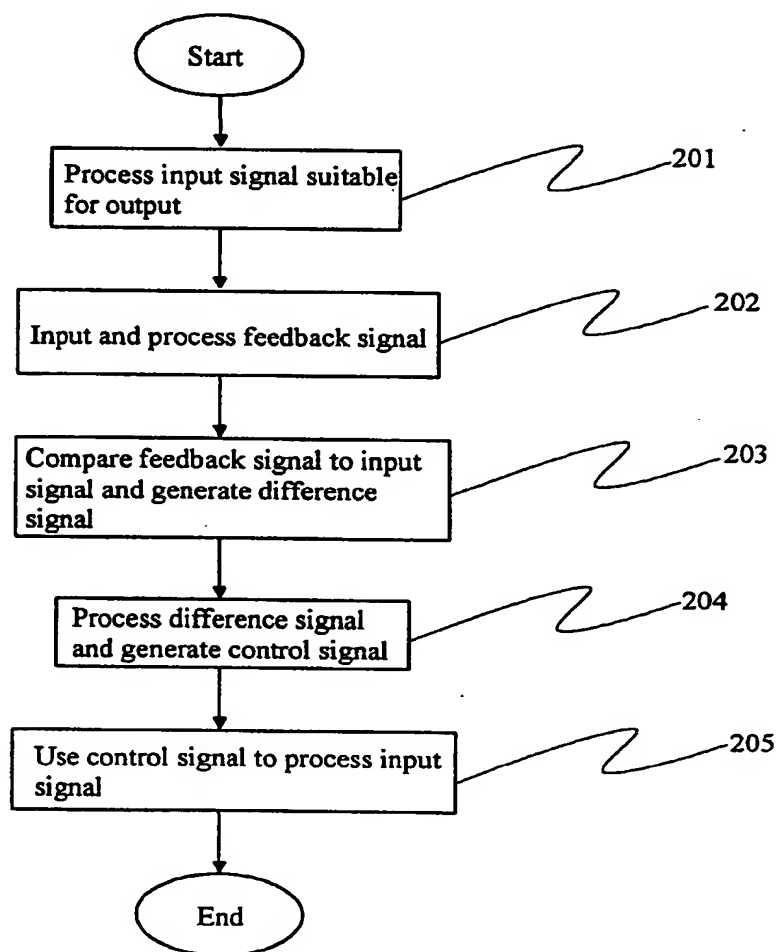 Start
Process input signal suitable
for output
201
Input and process feedback signal
202
Compare feedback signal to input
signal and generate difference
signal
203
Process difference signal
and generate control signal
204
Use control signal to process input
signal
205
End